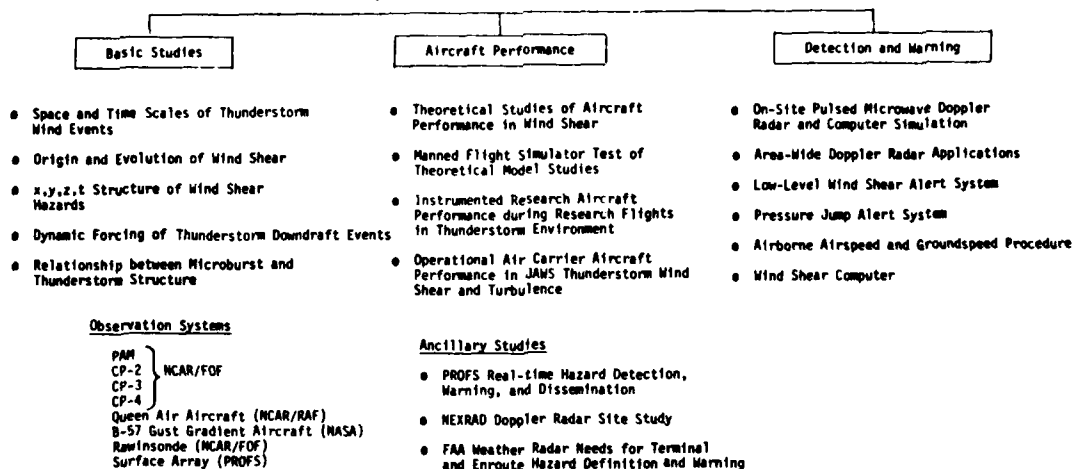 Basic Studies
Aircraft Performance
Detection and Warning
• Space and Time Scales of Thunderstorm
Wind Events
• Origin and Evolution of Wind Shear
• x,y,z,t Structure of Wind Shear
Hazards
• Dynamic Forcing of Thunderstorm Downdraft Events
• Relationship between Microburst and
Thunderstorm Structure
• Theoretical Studies of Aircraft
Performance in Wind Shear
• Manned Flight Simulator Test of
Theoretical Model Studies
• Instrumented Research Aircraft
Performance during Research Flights
in Thunderstorm Environment
• Operational Air Carrier Aircraft
Performance in JAWS Thunderstorm Wind
Shear and Turbulence
• On-Site Pulsed Microwave Doppler
Radar and Computer Simulation
• Area-Wide Doppler Radar Applications
• Low-Level Wind Shear Alert System
• Pressure Jump Alert System
• Airborne Airspeed and Groundspeed Procedure
• Wind Shear Computer
Observation Systems
PAM
CP-2
CP-3
CP-4
NCAR/FOF
Queen Air Aircraft (NCAR/RAF)
B-57 Gust Gradient Aircraft (NASA)
Rawinsonde (NCAR/FOF)
Surface Array (PROFS)
Ancillary Studies
• PROFS Real-time Hazard Detection,
Warning, and Dissemination
• NEXRAD Doppler Radar Site Study
• FAA Weather Radar Needs for Terminal
and Enroute Hazard Definition and Warning